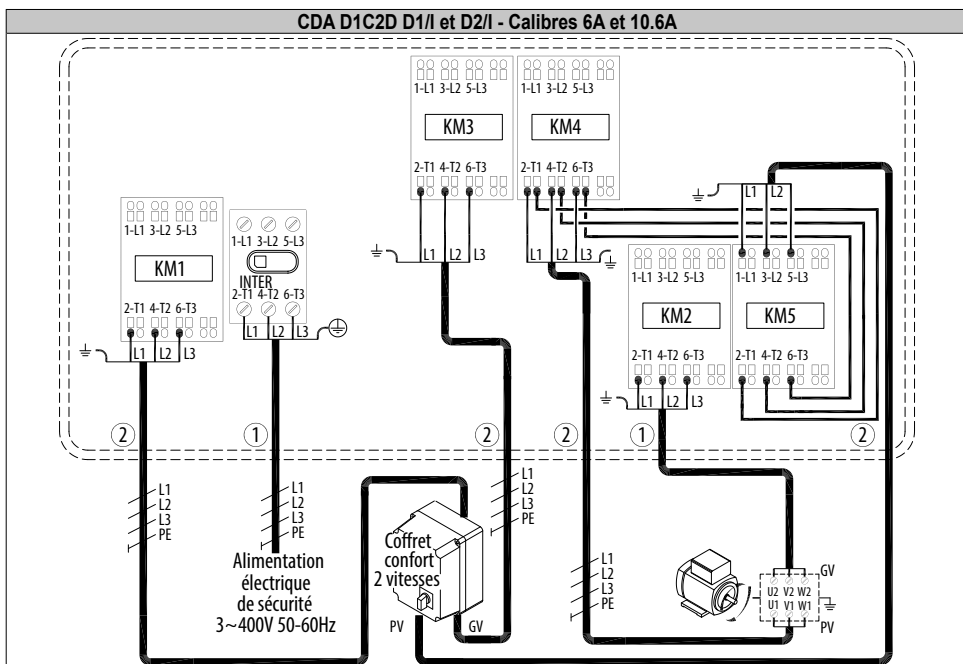 CDA D1C2D D1/I et D2/I - Calibres 6A et 10.6A
1-L1 3-L2 5-L3
KM3
2-T1 4-T2 6-T3
L1 L2 L3
1-L1 3-L2 5-L3
KM4
2-T1 4-T2 6-T3
L1 L2 L3
L1 L2
1-L1 3-L2 5-L3
KM1
2-T1 4-T2 6-T3
L1 L2 L3
1-L1 3-L2 5-L3
INTER
2-T1 4-T2 6-T3
L1 L2 L3
1-L1 3-L2 5-L3
KM2
2-T1 4-T2 6-T3
L1 L2 L3
1-L1 3-L2 5-L3
KM5
2-T1 4-T2 6-T3
2
1
2
2
1
2
L1
L2
L3
PE
L1
L2
L3
PE
L1
L2
L3
PE
L1
L2
L3
PE
Alimentation
électrique
de sécurité
3~400V 50-60Hz
Coffret
confort
2 vitesses
PV GV
GV
U2 V2 W2
U1 V1 W1
PV